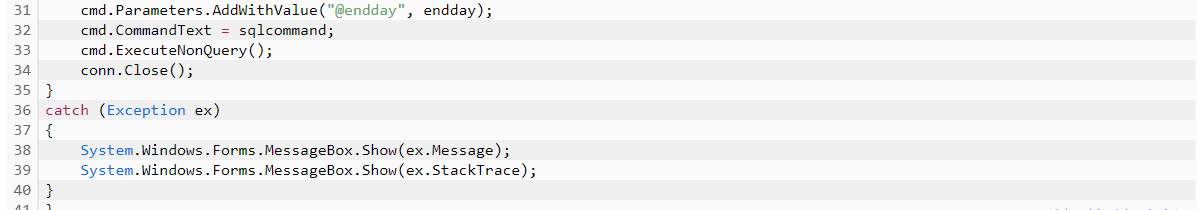 31 cmd.Parameters.AddWithValue("@endday", endday);
32 cmd.CommandText = sqlcommand;
33 cmd.ExecuteNonQuery();
34 conn.Close();
35 }
36 catch (Exception ex)
37 {
38 System.Windows.Forms.MessageBox.Show(ex.Message);
39 System.Windows.Forms.MessageBox.Show(ex.StackTrace);
40 }
41 }